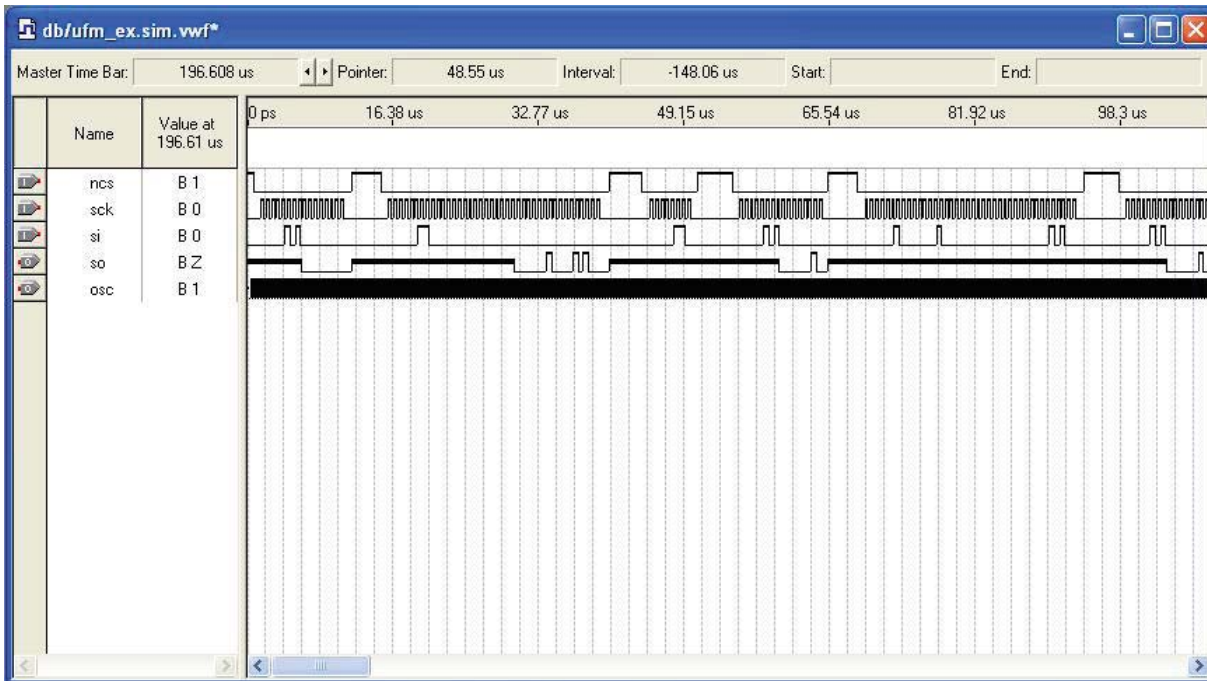 db/ufm_ex.sim.vwf*
Master Time Bar: 196.608 us Pointer: 48.55 us Interval: -148.06 us Start: End:
Name Value at 196.61 us 0 ps 16.38 us 32.77 us 49.15 us 65.54 us 81.92 us 98.3 us
ncs B 1
sck B 0
si B 0
so B Z
osc B 1